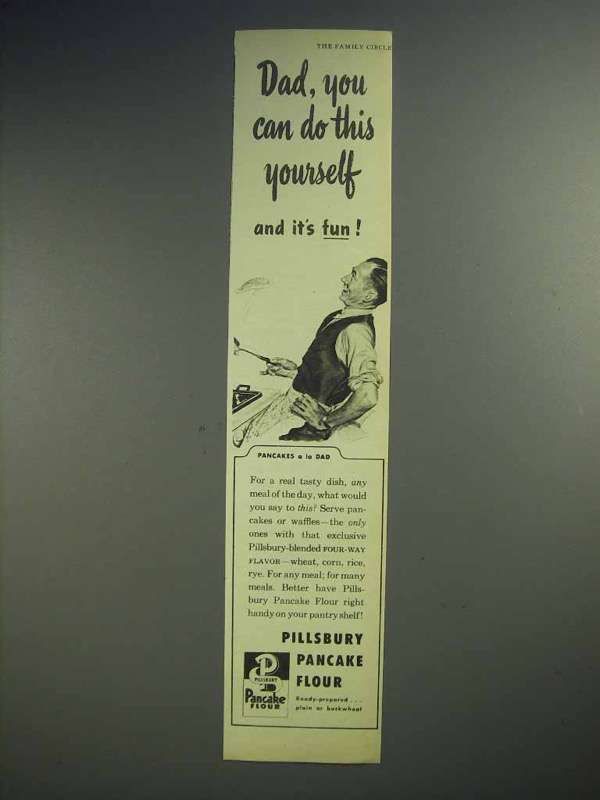 THE FAMILY CIRCLE
Dad, you
can do this
yourself
and it's fun!
PANCAKES a la DAD
For a real tasty dish, any
meal of the day, what would
you say to this? Serve pan-
cakes or waffles—the only
ones with that exclusive
Pillsbury-blended FOUR-WAY
FLAVOR—wheat, corn, rice,
rye. For any meal; for many
meals. Better have Pills-
bury Pancake Flour right
handy on your pantry shelf!
PILLSBURY
PANCAKE
FLOUR
Ready-prepared...
plain or buckwheat
P
PILLSBURY
Pancake
FLOUR